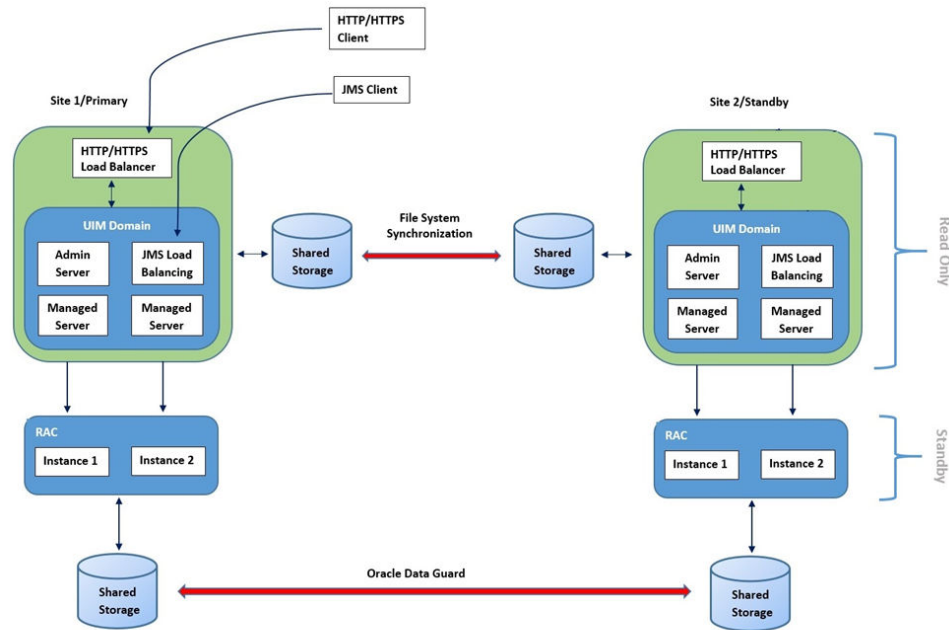 HTTP/HTTPS
Client
JMS Client
Site 1/Primary
HTTP/HTTPS
Load Balancer
UIM Domain
Admin
Server
JMS Load
Balancing
Managed
Server
Managed
Server
Shared
Storage
File System
Synchronization
Shared
Storage
Site 2/Standby
HTTP/HTTPS
Load Balancer
UIM Domain
Admin
Server
JMS Load
Balancing
Managed
Server
Managed
Server
Read Only
RAC
Instance 1
Instance 2
RAC
Instance 1
Instance 2
Standby
Shared
Storage
Oracle Data Guard
Shared
Storage